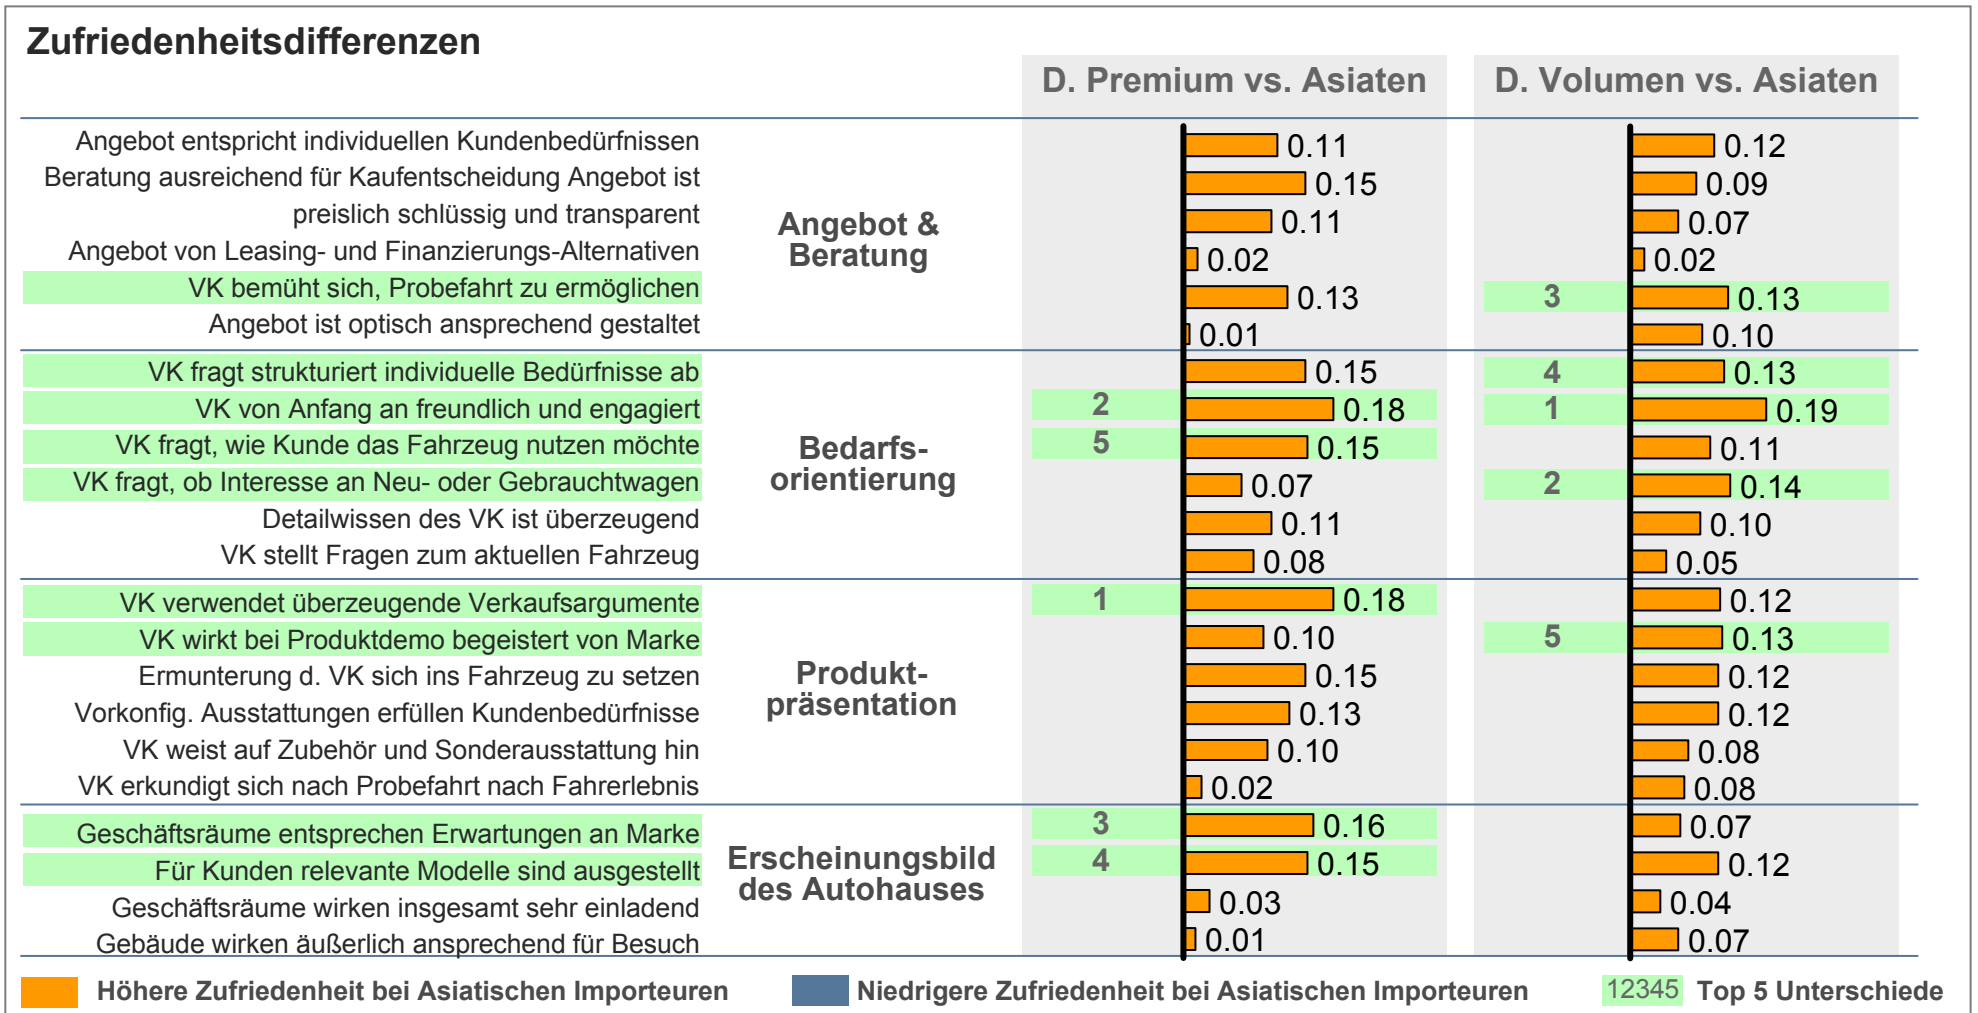 Zufriedenheitsdifferenzen
D. Premium vs. Asiaten
D. Volumen vs. Asiaten
Angebot entspricht individuellen Kundenbedürfnissen 0.11 0.12
Beratung ausreichend für Kaufentscheidung Angebot ist 0.15 0.09
preislich schlüssig und transparent 0.11 0.07
Angebot &
Beratung
Angebot von Leasing- und Finanzierungs-Alternativen 0.02 0.02
VK bemüht sich, Probefahrt zu ermöglichen 0.13 3 0.13
Angebot ist optisch ansprechend gestaltet 0.01 0.10
VK fragt strukturiert individuelle Bedürfnisse ab 0.15 4 0.13
VK von Anfang an freundlich und engagiert 2 0.18 1 0.19
VK fragt, wie Kunde das Fahrzeug nutzen möchte 5 0.15 0.11
Bedarfs-
orientierung
VK fragt, ob Interesse an Neu- oder Gebrauchtwagen 0.07 2 0.14
Detailwissen des VK ist überzeugend 0.11 0.10
VK stellt Fragen zum aktuellen Fahrzeug 0.08 0.05
VK verwendet überzeugende Verkaufsargumente 1 0.18 0.12
VK wirkt bei Produktdemo begeistert von Marke 0.10 5 0.13
Ermunterung d. VK sich ins Fahrzeug zu setzen 0.15 0.12
Produkt-
präsentation
Vorkonfig. Ausstattungen erfüllen Kundenbedürfnisse 0.13 0.12
VK weist auf Zubehör und Sonderausstattung hin 0.10 0.08
VK erkundigt sich nach Probefahrt nach Fahrerlebnis 0.02 0.08
Geschäftsräume entsprechen Erwartungen an Marke 3 0.16 0.07
Für Kunden relevante Modelle sind ausgestellt 4 0.15 0.12
Erscheinungsbild
des Autohauses
Geschäftsräume wirken insgesamt sehr einladend 0.03 0.04
Gebäude wirken äußerlich ansprechend für Besuch 0.01 0.07
Höhere Zufriedenheit bei Asiatischen Importeuren
Niedrigere Zufriedenheit bei Asiatischen Importeuren
12345 Top 5 Unterschiede